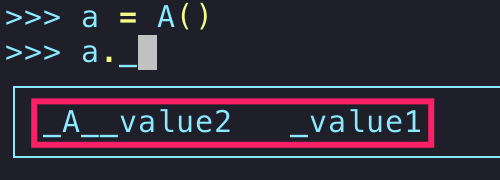 >>> a = A()
>>> a._
_A__value2   _value1